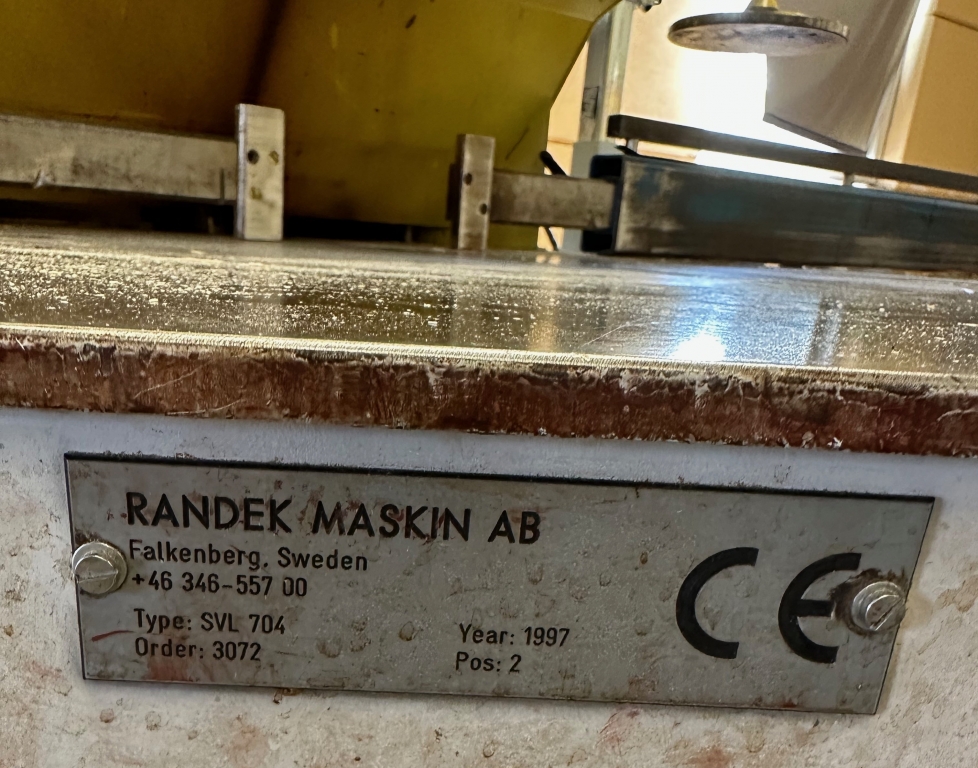 RANDEK MASKIN AB
Falkenberg, Sweden
+46 346-557 00
Type: SVL 704
Order: 3072
Year: 1997
Pos: 2
CE